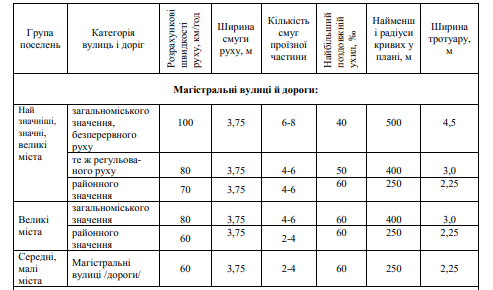 Група поселень
Категорія вулиць і доріг
Розрахункові швидкості руху, км/год
Ширина смуги руху, м
Кількість смуг проїзної частини
Найбільший поздовжній ухил, ‰
Найменші радіуси кривих у плані, м
Ширина тротуару, м
Магістральні вулиці й дороги:
Най значніші, значні, великі міста
загальноміського значення, безперервного руху
100
3,75
6-8
40
500
4,5
те ж регульованого руху
80
3,75
4-6
50
400
3,0
районного значення
70
3,75
4-6
60
250
2,25
Великі міста
загальноміського значення
80
3,75
4-6
60
400
3,0
районного значення
60
3,75
2-4
60
250
2,25
Середні, малі міста
Магістральні вулиці /дороги/
60
3,75
2-4
60
250
2,25